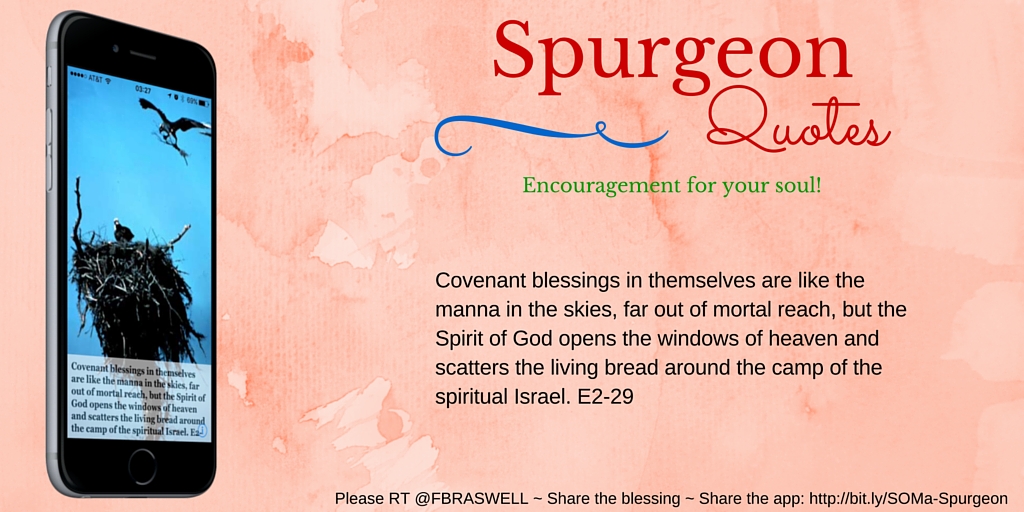 Spurgeon
Quotes
Encouragement for your soul!
Covenant blessings in themselves are like the
manna in the skies, far out of mortal reach, but the
Spirit of God opens the windows of heaven and
scatters the living bread around the camp of the
spiritual Israel. E2-29
●●●●○ AT&T
03:27
69%
Covenant blessings in themselves
are like the manna in the skies, far
out of mortal reach, but the Spirit of
God opens the windows of heaven
and scatters the living bread around
the camp of the spiritual Israel. E2-
Please RT @FBRASWELL ~ Share the blessing ~ Share the app: http://bit.ly/SOMa-Spurgeon